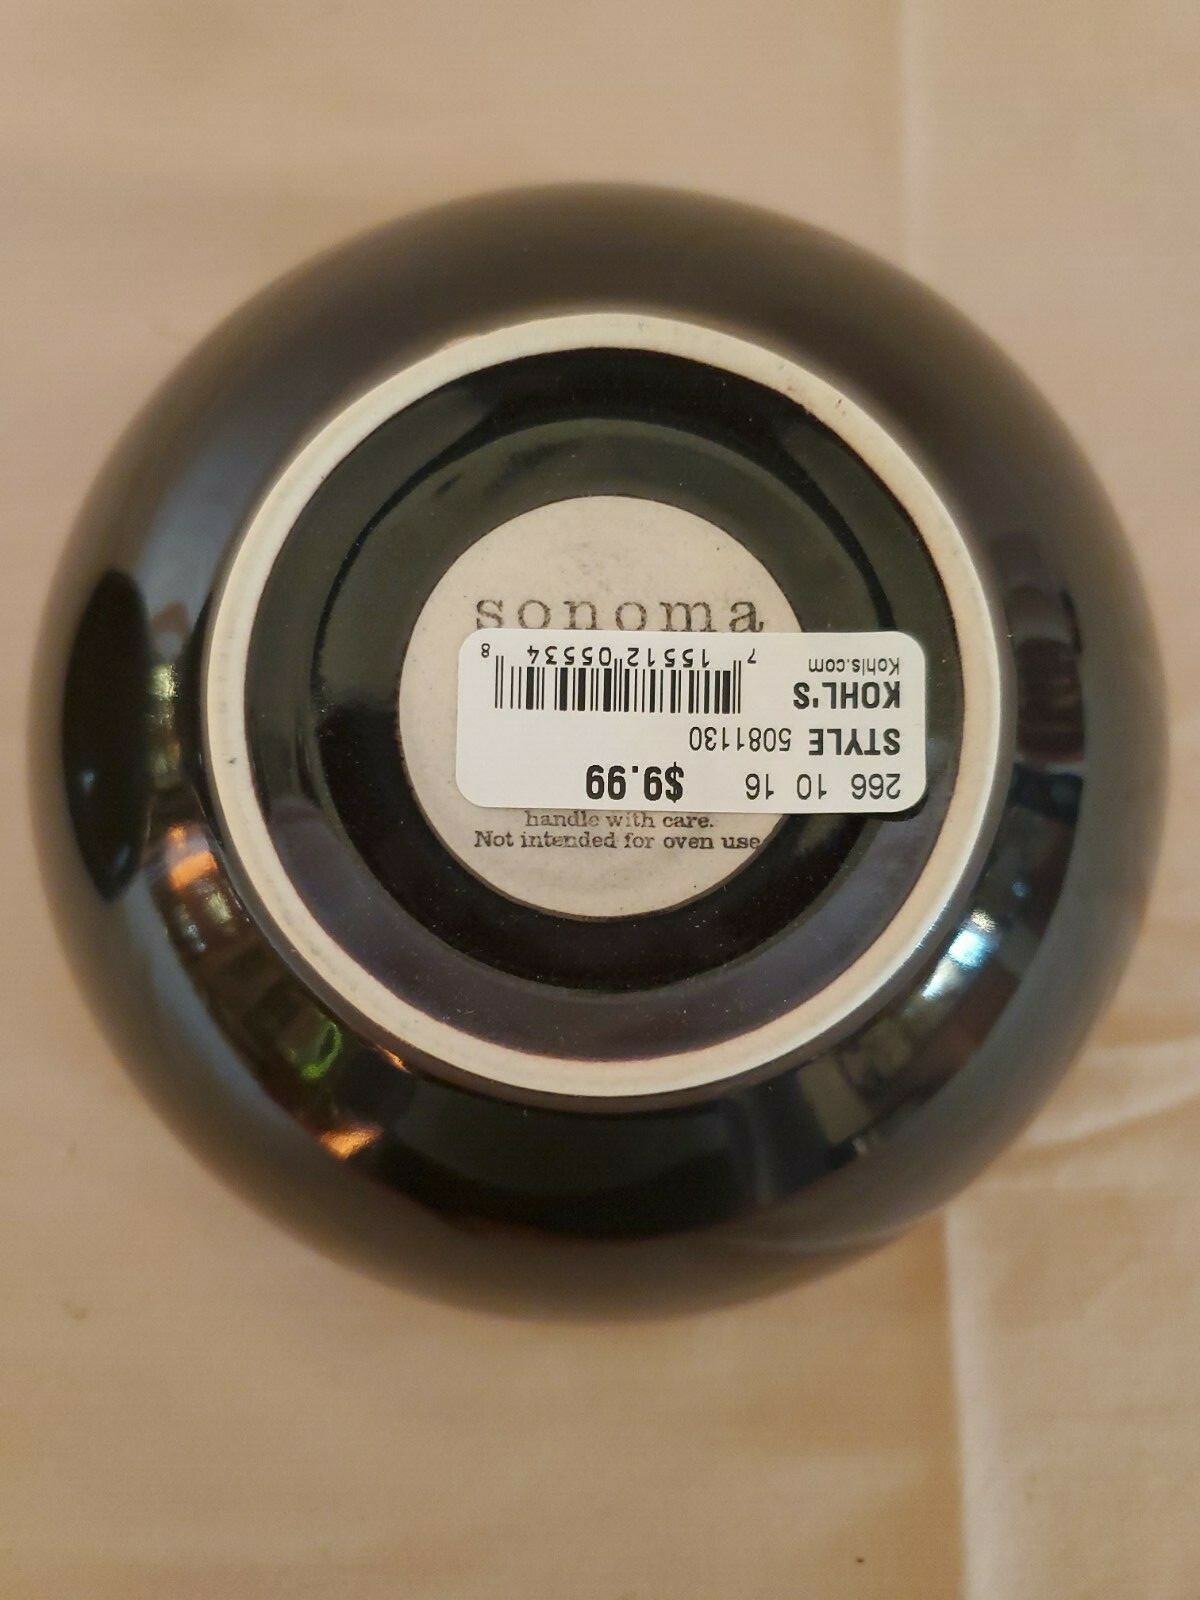 sonoma
266 10 16 $9.99
STYLE 5081130
KOHL'S
Kohls.com
7 15512 05534 8
handle with care.
Not intended for oven use